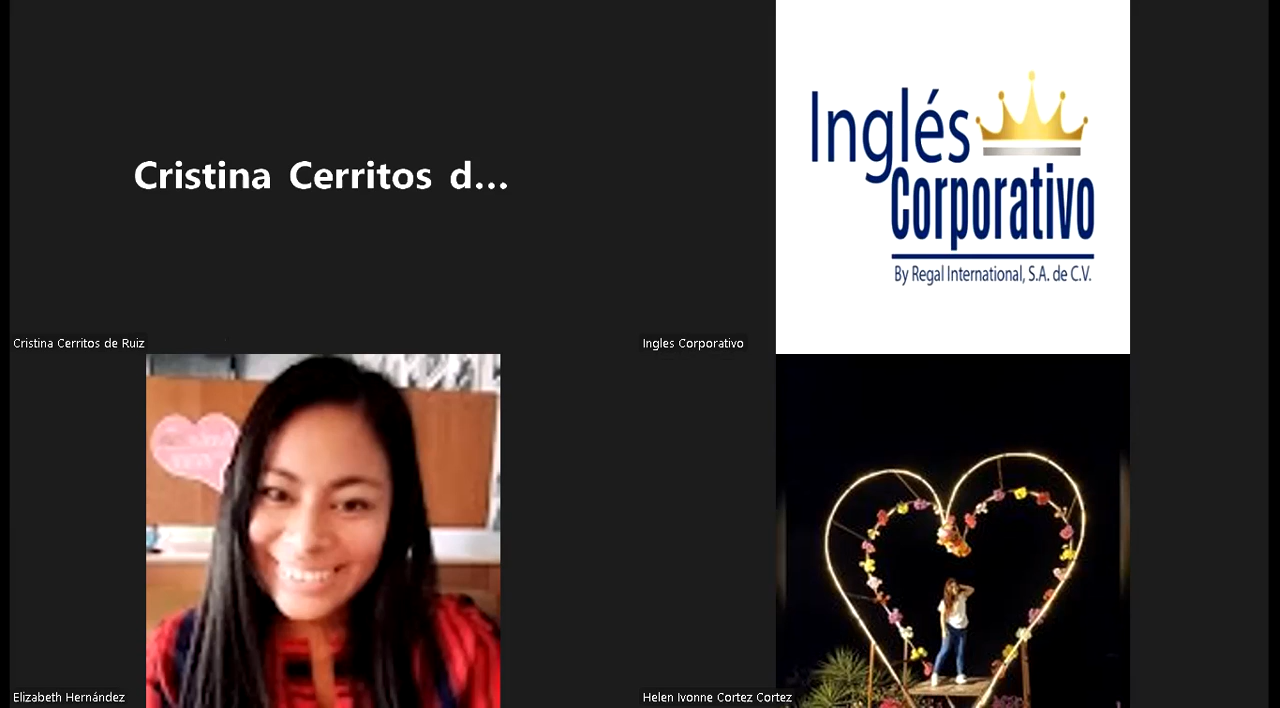 Cristina Cerritos d...
Inglés
Corporativo
By Regal International, S.A. de C.V.
Cristina Cerritos de Ruiz
Ingles Corporativo
Elizabeth Hernández
Helen Ivonne Cortez Cortez